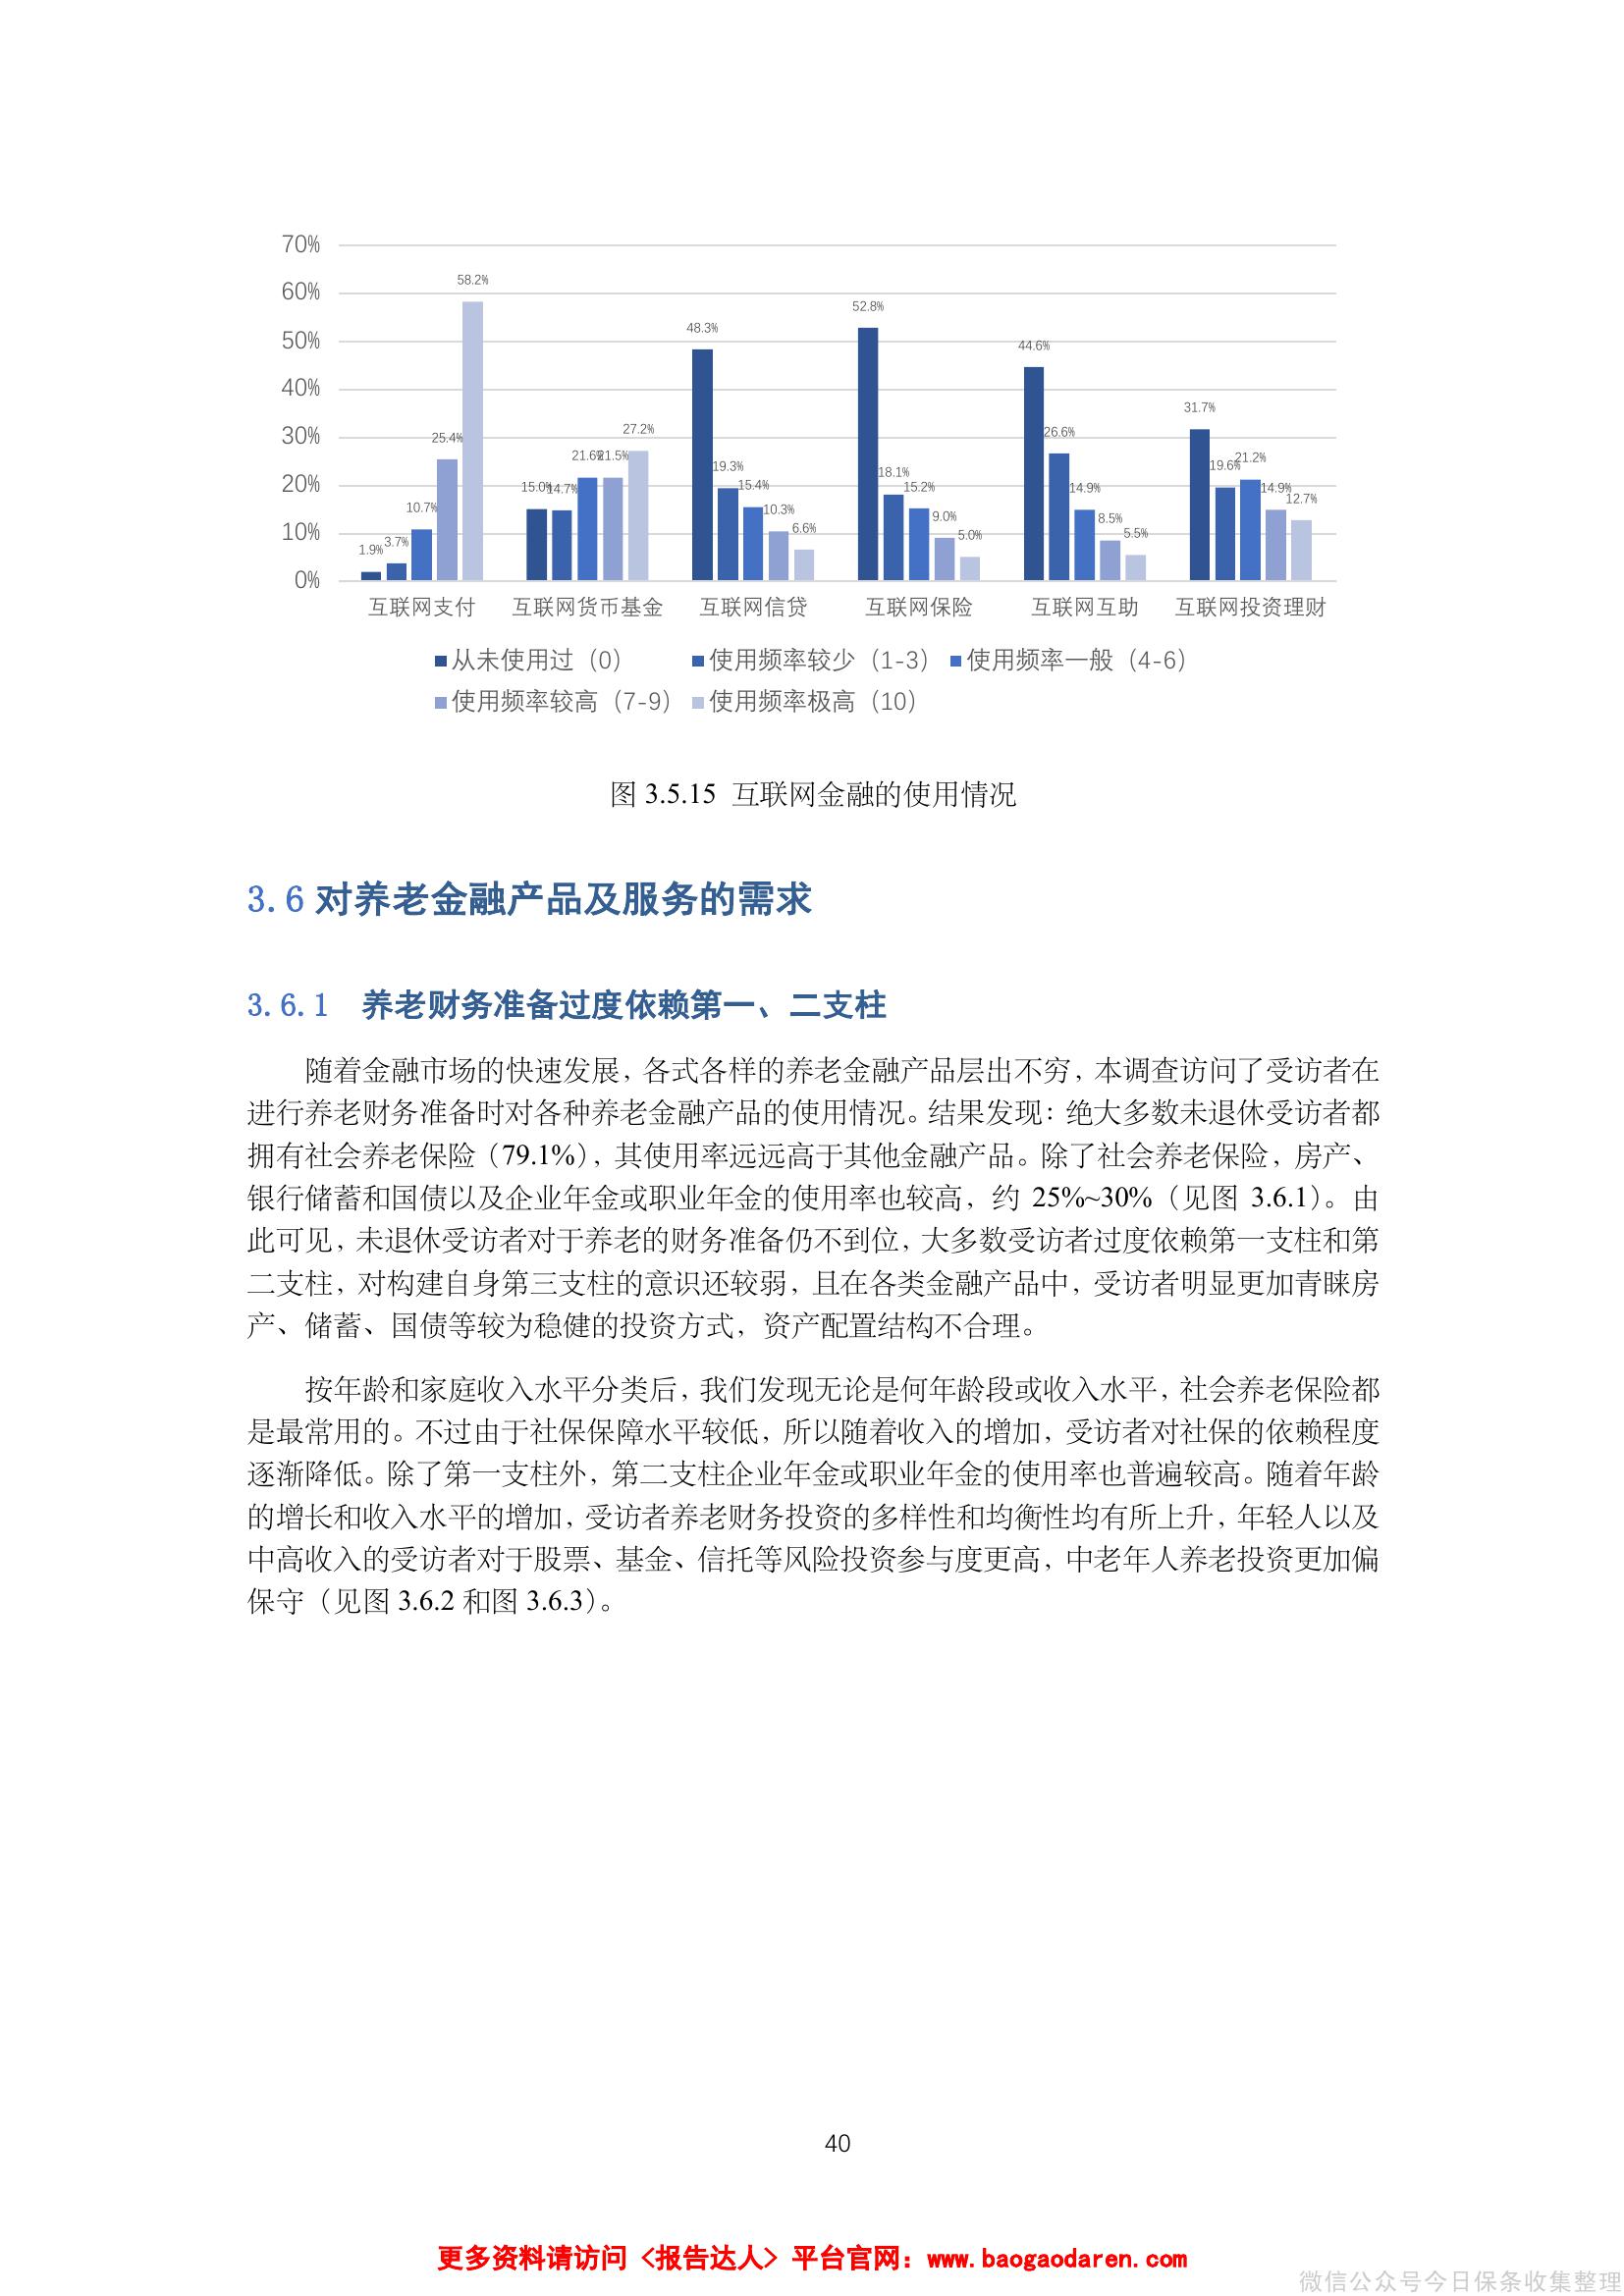 70%
60%
50%
40%
30%
20%
10%
0%
1.9%
3.7%
10.7%
25.4%
58.2%
15.0%
14.7%
21.6%
21.5%
27.2%
48.3%
19.3%
15.4%
10.3%
6.6%
52.8%
18.1%
15.2%
9.0%
5.0%
44.6%
26.6%
14.9%
8.5%
5.5%
31.7%
19.6%
21.2%
14.9%
12.7%
互联网支付 互联网货币基金 互联网信贷 互联网保险 互联网互助 互联网投资理财
从未使用过（0） 使用频率较少（1-3） 使用频率一般（4-6）
使用频率较高（7-9） 使用频率极高（10）
图 3.5.15 互联网金融的使用情况
3.6 对养老金融产品及服务的需求
3.6.1 养老财务准备过度依赖第一、二支柱
随着金融市场的快速发展，各式各样的养老金融产品层出不穷，本调查访问了受访者在
进行养老财务准备时对各种养老金融产品的使用情况。结果发现：绝大多数未退休受访者都
拥有社会养老保险（79.1%），其使用率远远高于其他金融产品。除了社会养老保险，房产、
银行储蓄和国债以及企业年金或职业年金的使用率也较高，约 25%~30%（见图 3.6.1）。由
此可见，未退休受访者对于养老的财务准备仍不到位，大多数受访者过度依赖第一支柱和第
二支柱，对构建自身第三支柱的意识还较弱，且在各类金融产品中，受访者明显更加青睐房
产、储蓄、国债等较为稳健的投资方式，资产配置结构不合理。
按年龄和家庭收入水平分类后，我们发现无论是何年龄段或收入水平，社会养老保险都
是最常用的。不过由于社保保障水平较低，所以随着收入的增加，受访者对社保的依赖程度
逐渐降低。除了第一支柱外，第二支柱企业年金或职业年金的使用率也普遍较高。随着年龄
的增长和收入水平的增加，受访者养老财务投资的多样性和均衡性均有所上升，年轻人以及
中高收入的受访者对于股票、基金、信托等风险投资参与度更高，中老年人养老投资更加偏
保守（见图 3.6.2 和图 3.6.3）。
40
更多资料请访问〈报告达人〉平台官网：www.baogaodaren.com
微信公众号今日保条收集整理